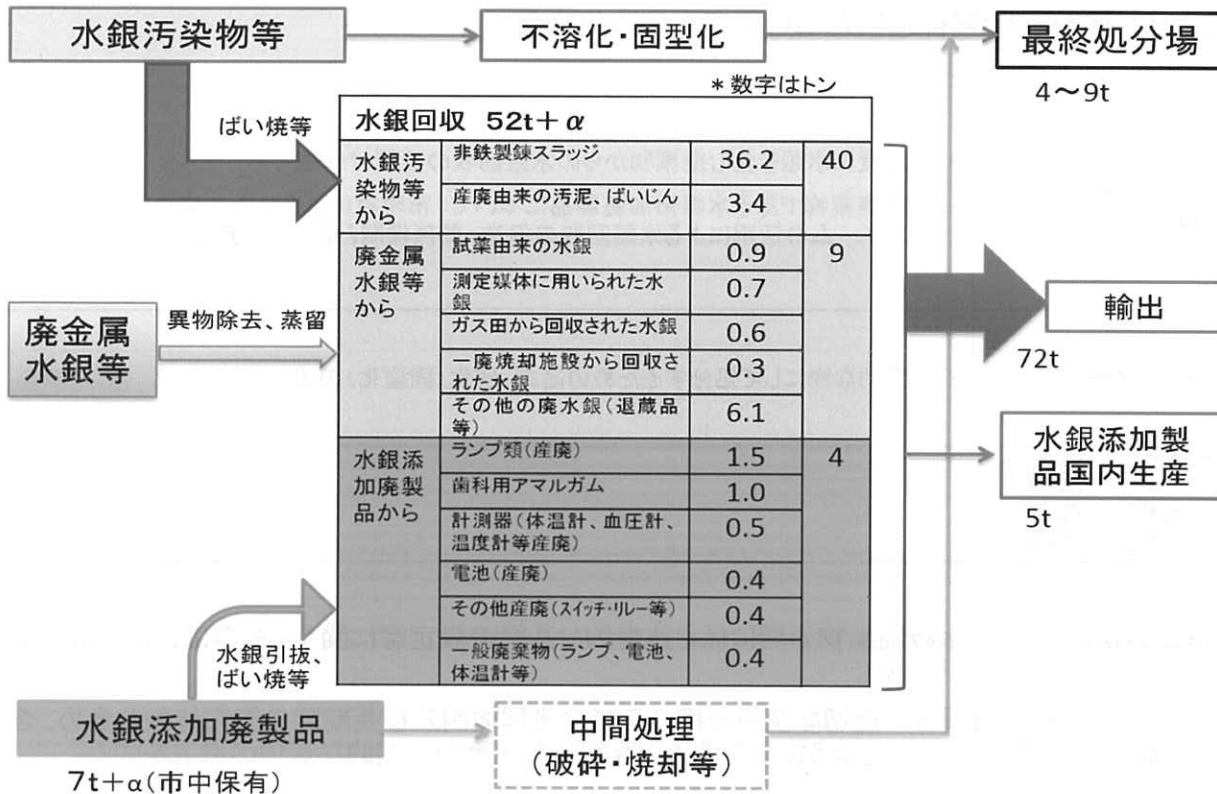 水銀汚染物等
不溶化・固型化
最終処分場
4～9t
＊数字はトン
ばい焼等
水銀回収 52t＋α
水銀汚
染物等
から
非鉄製錬スラッジ
36.2
40
産廃由来の汚泥、ばいじん
3.4
廃金属
水銀等
から
試薬由来の水銀
0.9
9
測定媒体に用いられた水
銀
0.7
ガス田から回収された水銀
0.6
一廃焼却施設から回収さ
れた水銀
0.3
その他の廃水銀（退蔵品
等）
6.1
水銀添
加廃製
品から
ランプ類（産廃）
1.5
4
歯科用アマルガム
1.0
計測器（体温計、血圧計、
温度計等産廃）
0.5
電池（産廃）
0.4
その他産廃（スイッチ・リレー等）
0.4
一般廃棄物（ランプ、電池、
体温計等）
0.4
廃金属
水銀等
異物除去、蒸留
輸出
72t
水銀添加製
品国内生産
5t
水銀引抜、
ばい焼等
水銀添加廃製品
7t＋α（市中保有）
中間処理
（破砕・焼却等）